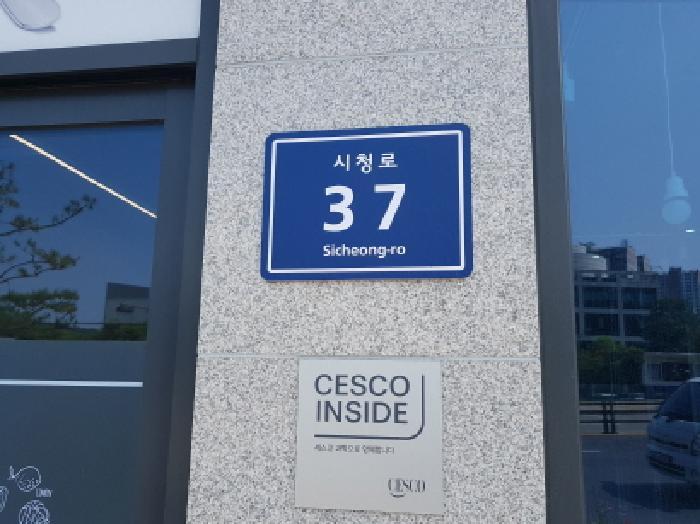 시청로
37
Sicheong-ro
CESCO
INSIDE
CESCO